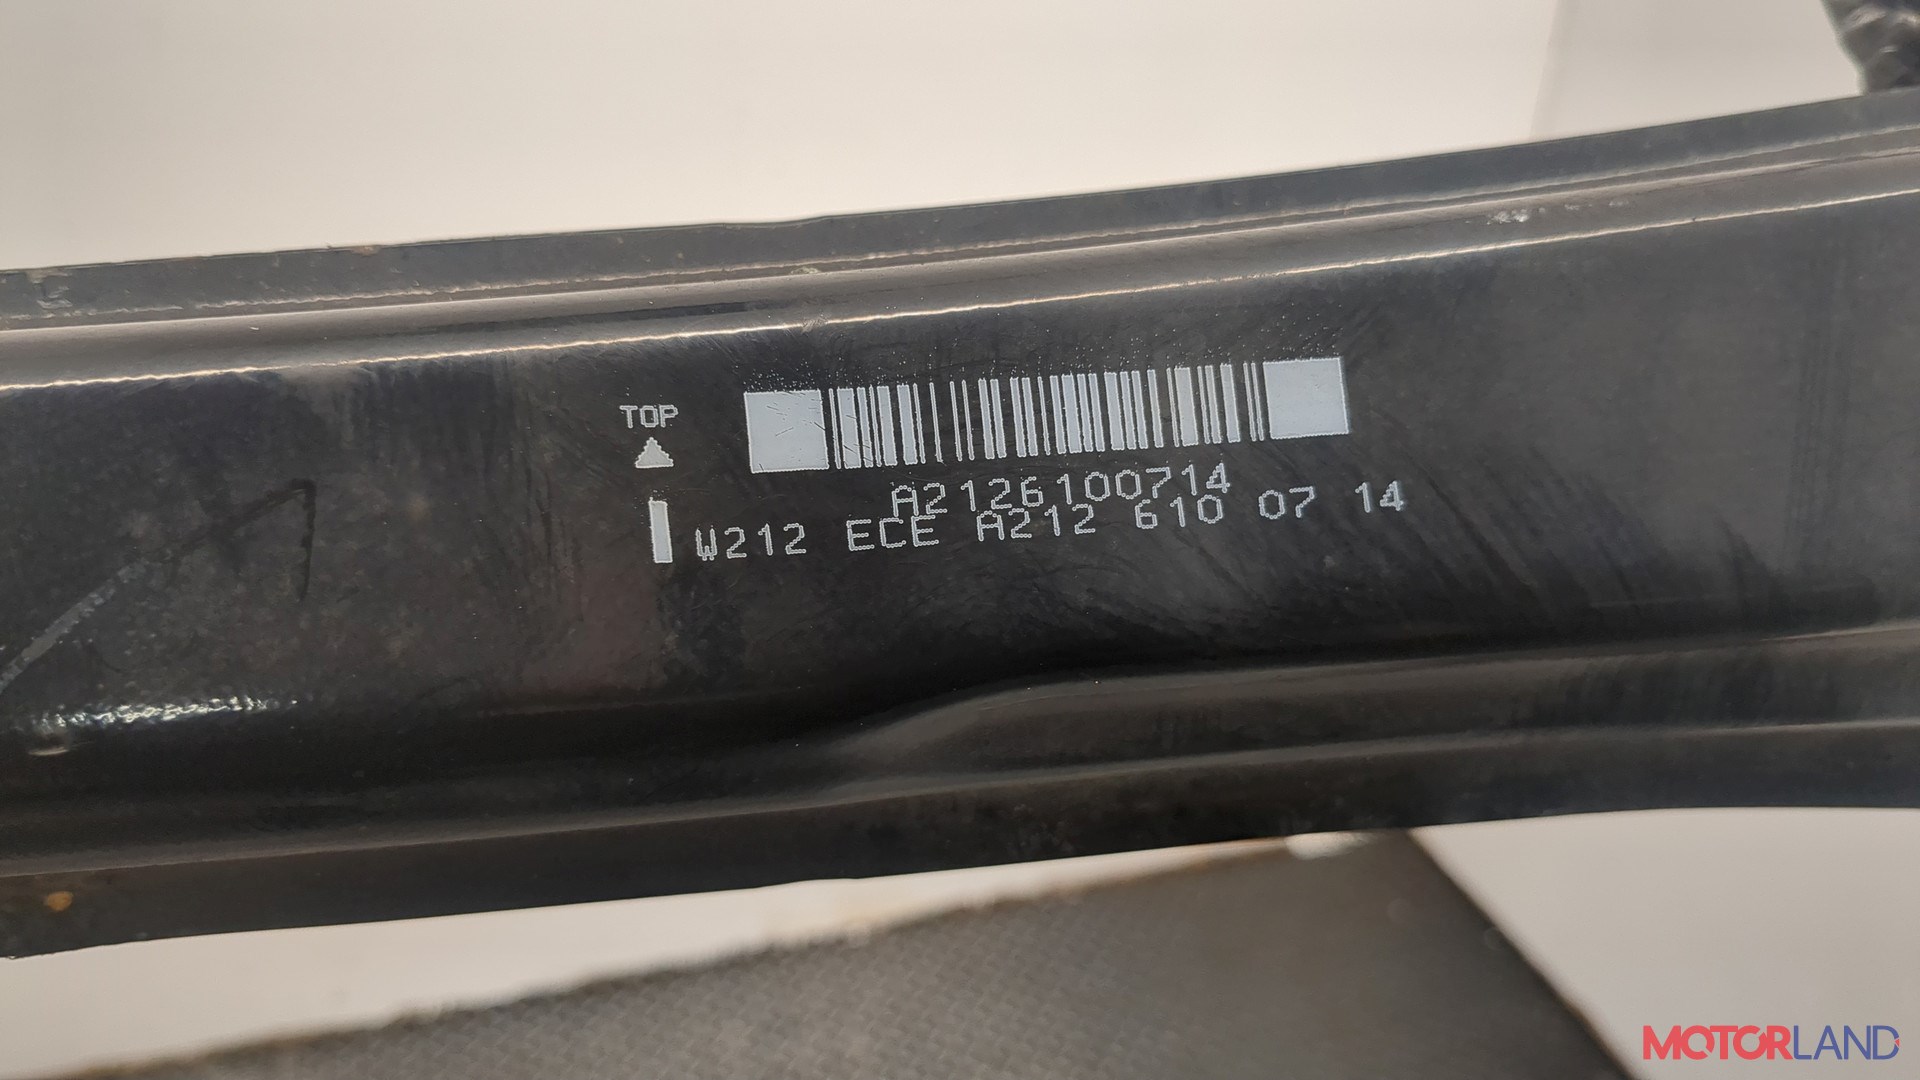 TOP
A2126100714
W212 ECE A212 610 07 14
MOTORLAND